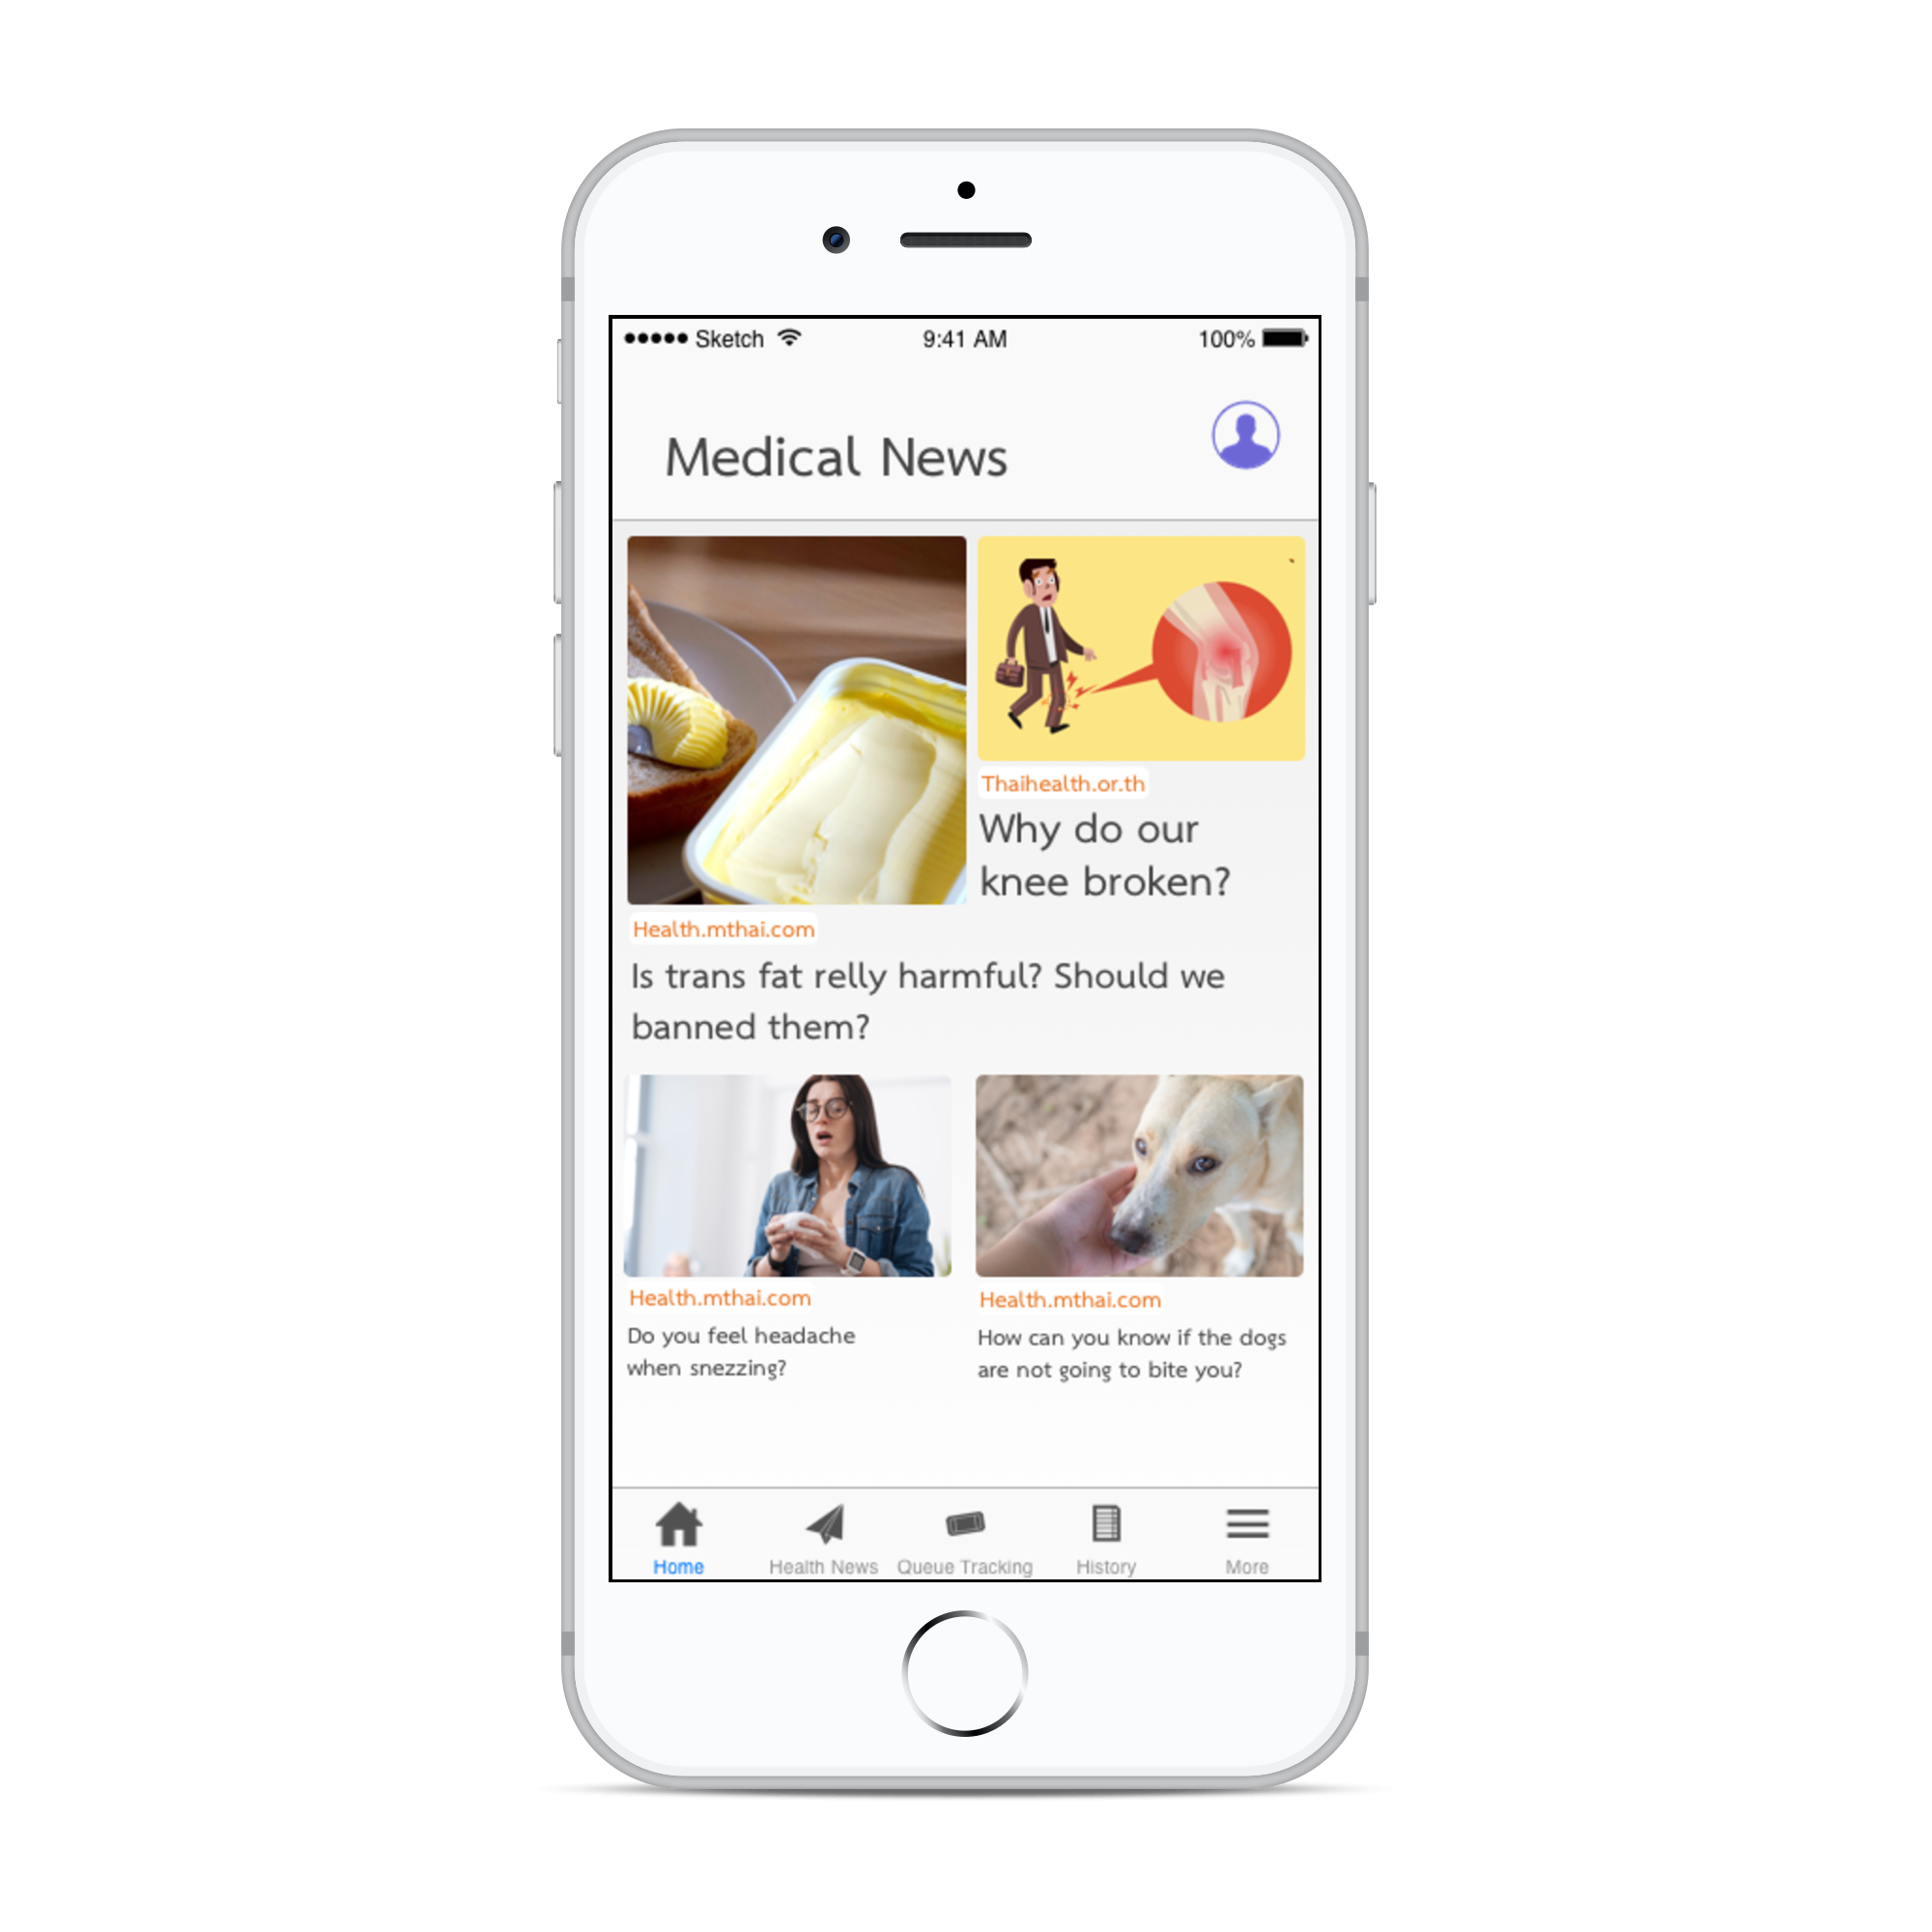 Sketch 9:41 AM 100%
Medical News
Thaihealth.or.th
Why do our
knee broken?
Health.mthai.com
Is trans fat relly harmful? Should we
banned them?
Health.mthai.com
Do you feel headache
when snezzing?
Health.mthai.com
How can you know if the dogs
are not going to bite you?
Home Health News Queue Tracking History More